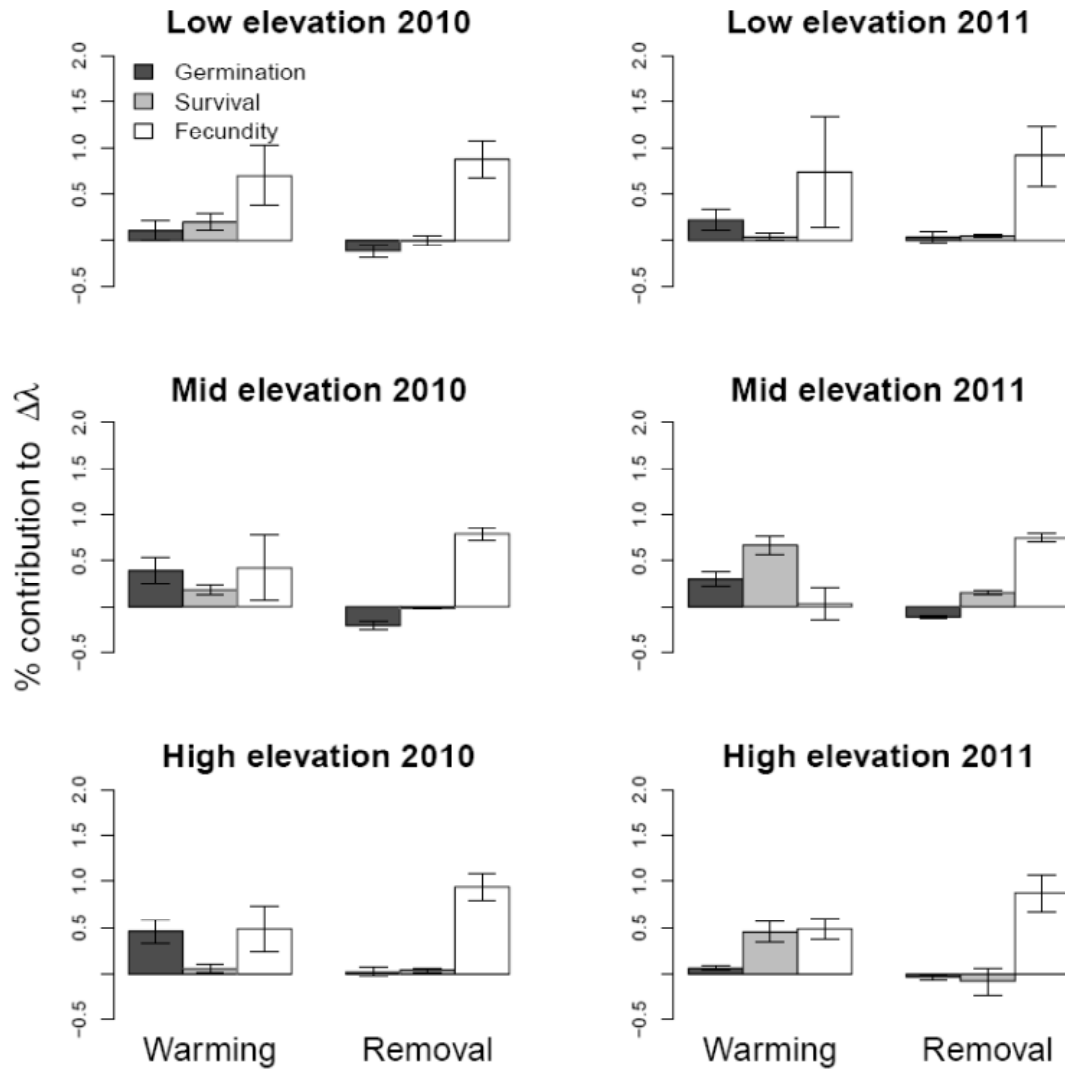 Low elevation 2010
2.0
1.5
1.0
0.5
−0.5
Germination
Survival
Fecundity
Low elevation 2011
2.0
1.5
1.0
0.5
−0.5
% contribution to Δλ
Mid elevation 2010
2.0
1.5
1.0
0.5
−0.5
Mid elevation 2011
2.0
1.5
1.0
0.5
−0.5
High elevation 2010
2.0
1.5
1.0
0.5
−0.5
High elevation 2011
2.0
1.5
1.0
0.5
−0.5
Warming Removal Warming Removal